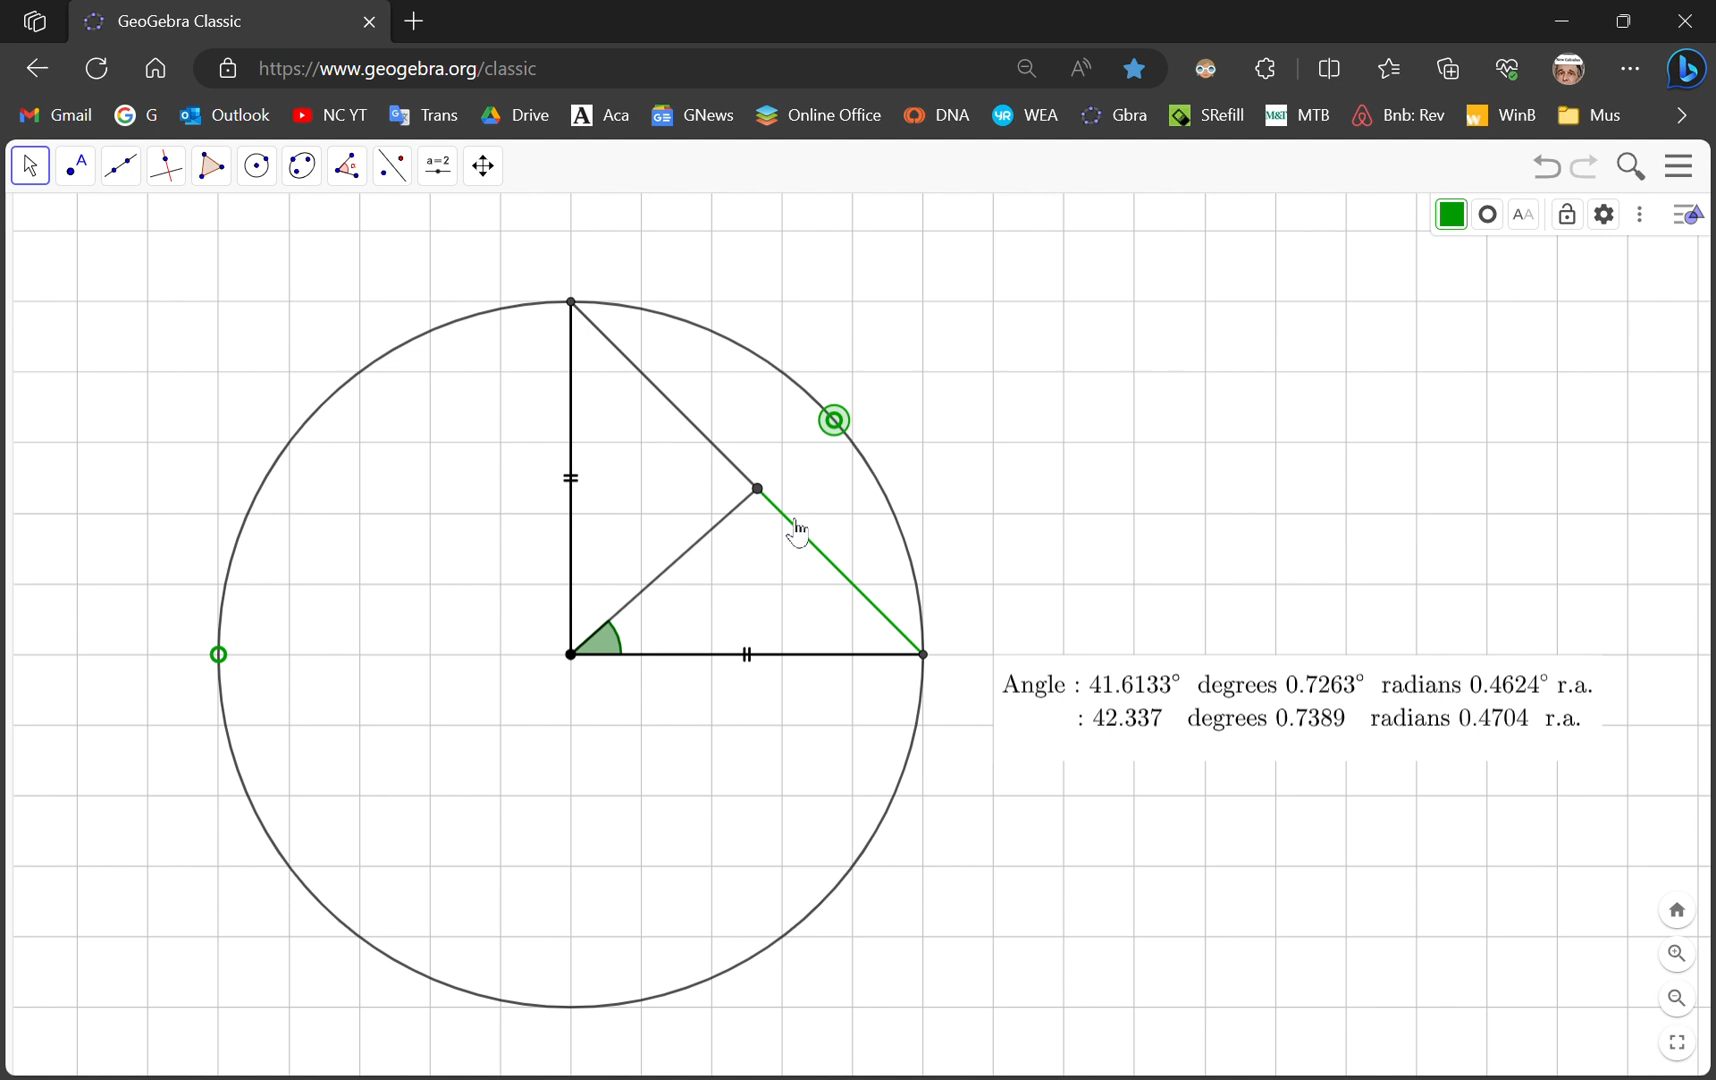 GeoGebra Classic
https://www.geogebra.org/classic
Gmail G Outlook NC YT Trans Drive A Aca GNews Online Office DNA WEA Gbra SRefill M&T MTB Bnb: Rev WinB Mus
A α a=2
AA
Angle : 41.6133° degrees 0.7263° radians 0.4624° r.a.
: 42.337 degrees 0.7389 radians 0.4704 r.a.